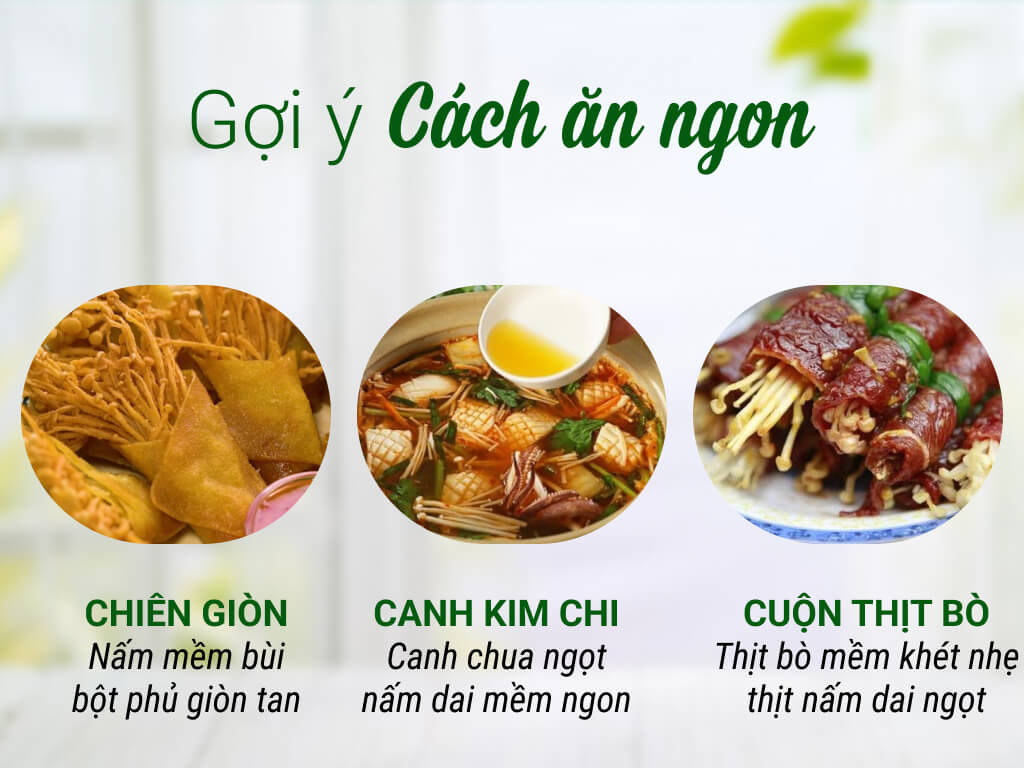 Gợi ý Cách ăn ngon
CHIÊN GIÒN
Nấm mềm bùi
bột phủ giòn tan
CANH KIM CHI
Canh chua ngọt
nấm dai mềm ngon
CUỘN THỊT BÒ
Thịt bò mềm khét nhẹ
thịt nấm dai ngọt